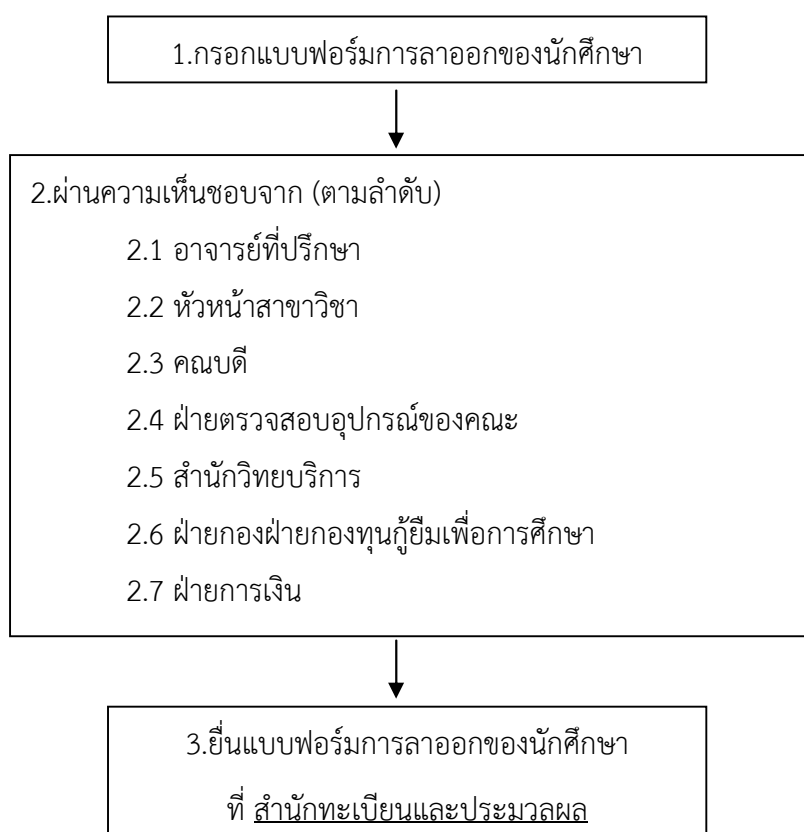 1.กรอกแบบฟอร์มการลาออกของนักศึกษา
2.ผ่านความเห็นชอบจาก (ตามลำดับ)
2.1 อาจารย์ที่ปรึกษา
2.2 หัวหน้าสาขาวิชา
2.3 คณบดี
2.4 ฝ่ายตรวจสอบอุปกรณ์ของคณะ
2.5 สำนักวิทยบริการ
2.6 ฝ่ายกองฝ่ายกองทุนกู้ยืมเพื่อการศึกษา
2.7 ฝ่ายการเงิน
3.ยื่นแบบฟอร์มการลาออกของนักศึกษา
ที่ สำนักทะเบียนและประมวลผล